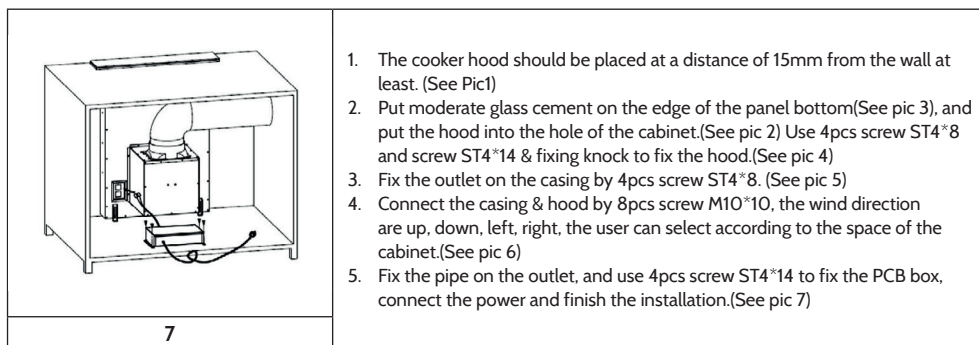 1. The cooker hood should be placed at a distance of 15mm from the wall at
least. (See Pic1)
2. Put moderate glass cement on the edge of the panel bottom(See pic 3), and
put the hood into the hole of the cabinet.(See pic 2) Use 4pcs screw ST4*8
and screw ST4*14 & fixing knock to fix the hood.(See pic 4)
3. Fix the outlet on the casing by 4pcs screw ST4*8. (See pic 5)
4. Connect the casing & hood by 8pcs screw M10*10, the wind direction
are up, down, left, right, the user can select according to the space of the
cabinet.(See pic 6)
5. Fix the pipe on the outlet, and use 4pcs screw ST4*14 to fix the PCB box,
connect the power and finish the installation.(See pic 7)
7